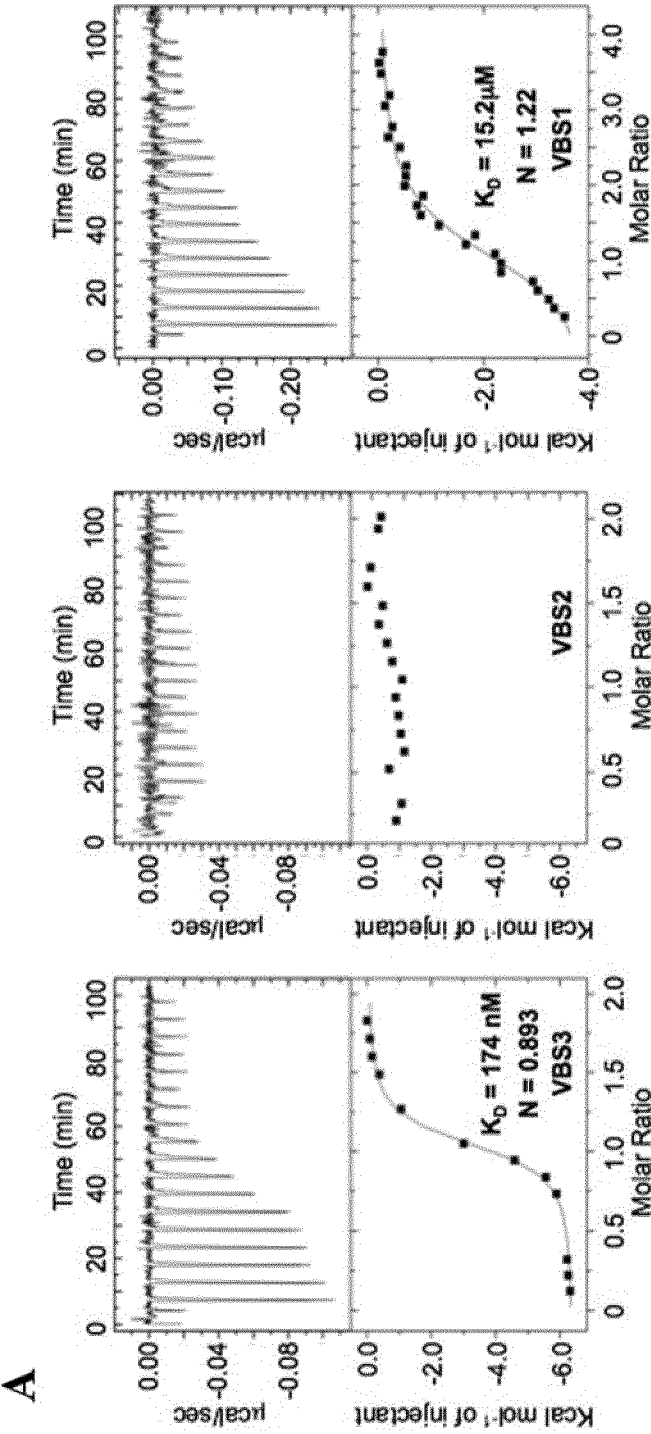 A
Time (min)
0 20 40 60 80 100
0.00
-0.04
-0.08
µcal/sec
0.0
-2.0
-4.0
-6.0
Kcal mol⁻¹ of injectant
K_D = 174 nM
N = 0.893
VBS3
0 0.5 1.0 1.5 2.0
Molar Ratio
Time (min)
0 20 40 60 80 100
0.00
-0.04
-0.08
µcal/sec
0.0
-2.0
-4.0
-6.0
Kcal mol⁻¹ of injectant
VBS2
0 0.5 1.0 1.5 2.0
Molar Ratio
Time (min)
0 20 40 60 80 100
0.00
-0.10
-0.20
µcal/sec
0.0
-2.0
-4.0
Kcal mol⁻¹ of injectant
K_D = 15.2µM
N = 1.22
VBS1
0 1.0 2.0 3.0 4.0
Molar Ratio